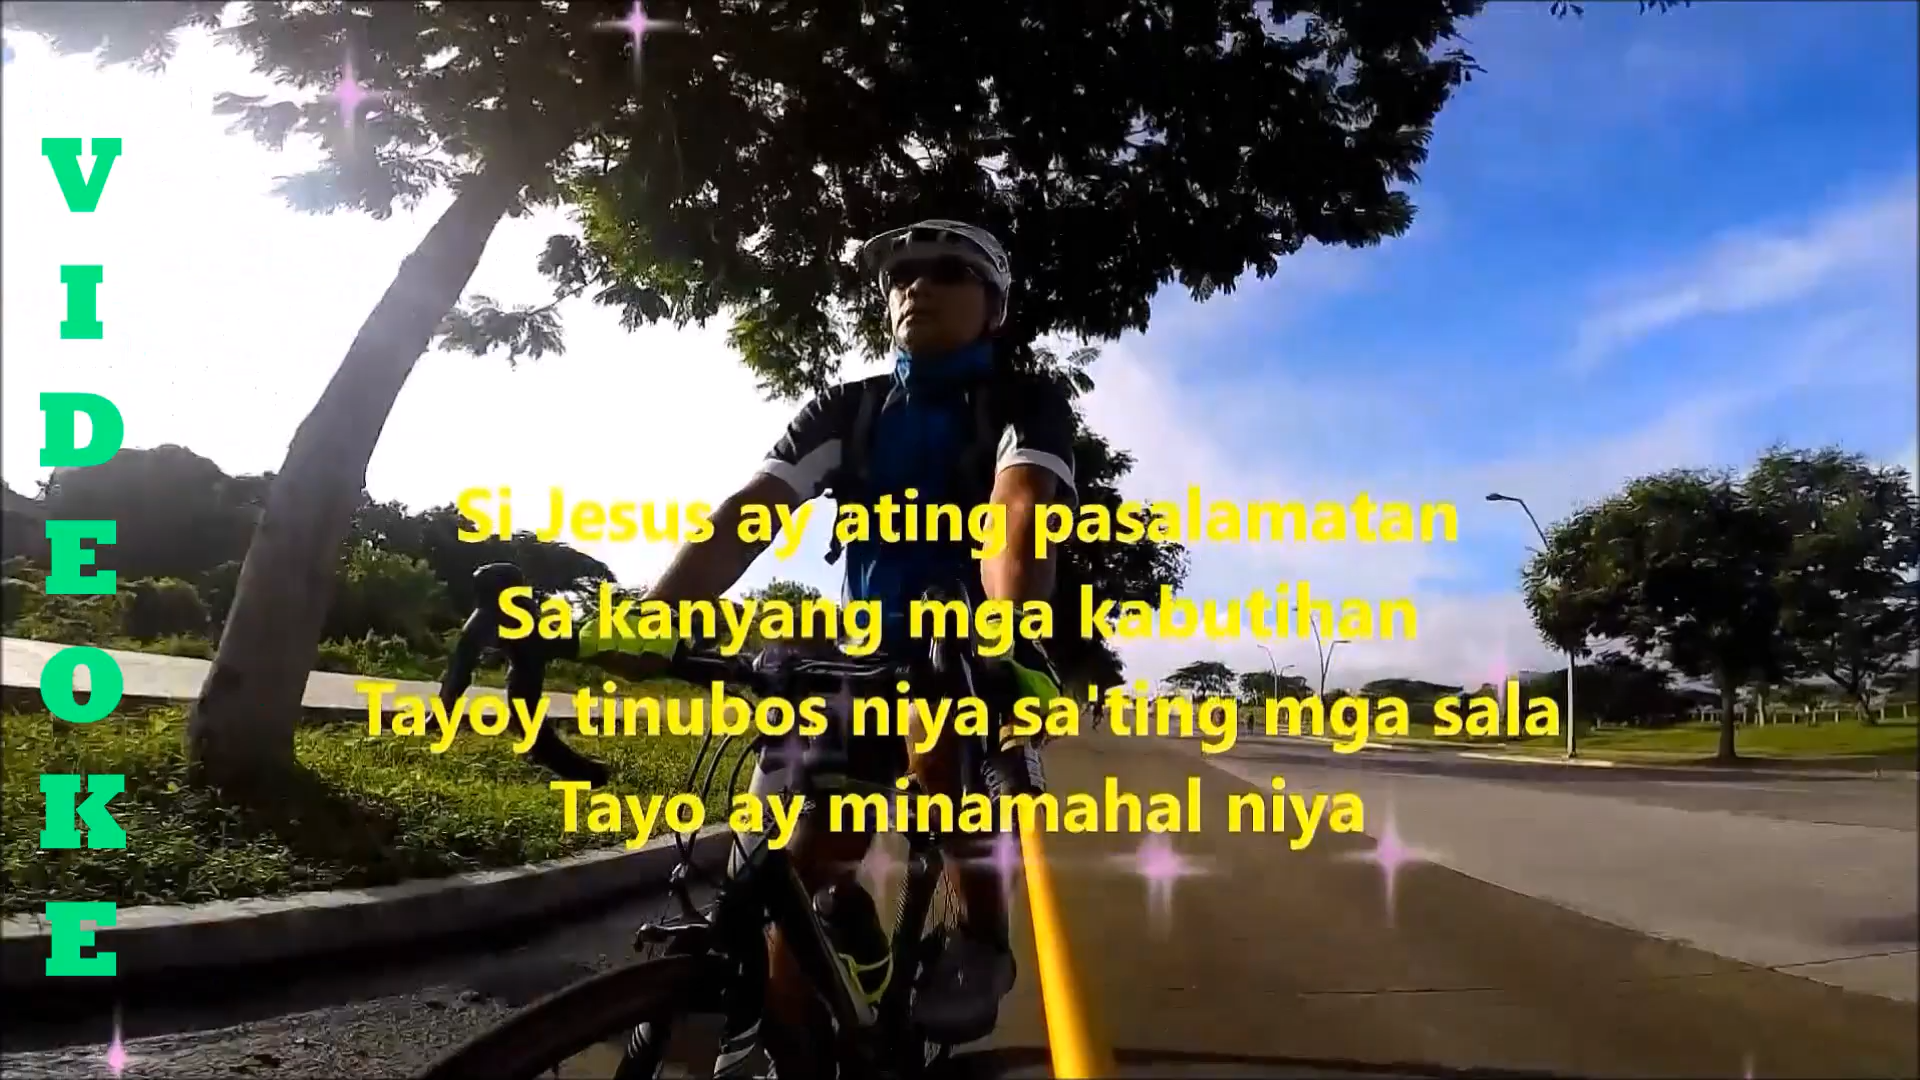 VIDEOKE
Si Jesus ay ating pasalamatan
Sa kanyang mga kabutihan
Tayoy tinubos niya sa 'ting mga sala
Tayo ay minamahal niya